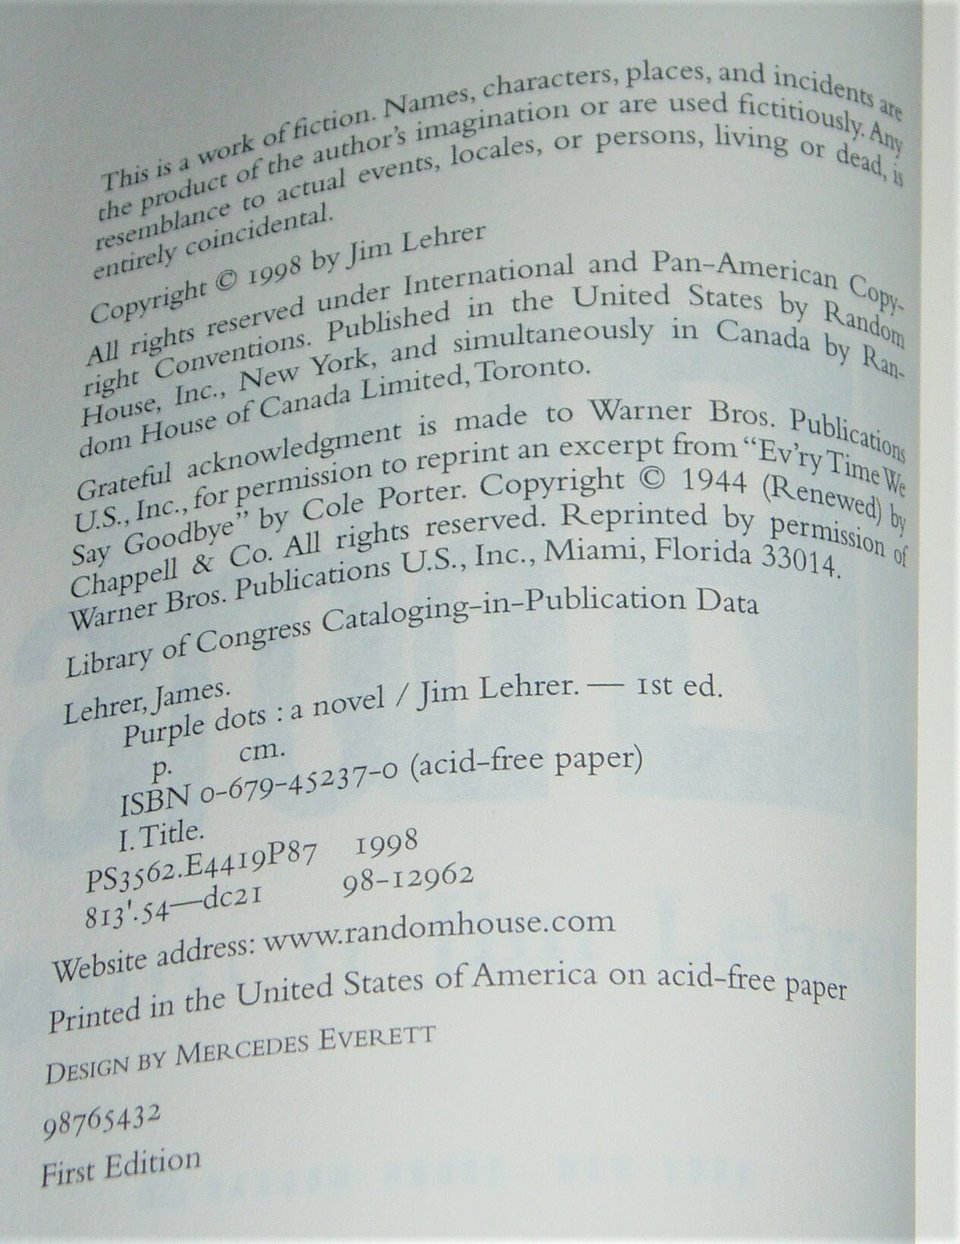 This is a work of fiction. Names, characters, places, and incidents are
the product of the author's imagination or are used fictitiously. Any
resemblance to actual events, locales, or persons, living or dead, is
entirely coincidental.
Copyright © 1998 by Jim Lehrer
All rights reserved under International and Pan-American Copy-
right Conventions. Published in the United States by Random
House, Inc., New York, and simultaneously in Canada by Ran-
dom House of Canada Limited, Toronto.
Grateful acknowledgment is made to Warner Bros. Publications
U.S., Inc., for permission to reprint an excerpt from "Ev'ry Time We
Say Goodbye" by Cole Porter. Copyright © 1944 (Renewed) by
Chappell & Co. All rights reserved. Reprinted by permission of
Warner Bros. Publications U.S., Inc., Miami, Florida 33014.
Library of Congress Cataloging-in-Publication Data
Lehrer, James.
Purple dots : a novel / Jim Lehrer. — 1st ed.
p. cm.
ISBN 0-679-45237-0 (acid-free paper)
I. Title.
PS3562.E4419P87 1998
813'.54—dc21 98-12962
Website address: www.randomhouse.com
Printed in the United States of America on acid-free paper
DESIGN BY MERCEDES EVERETT
98765432
First Edition